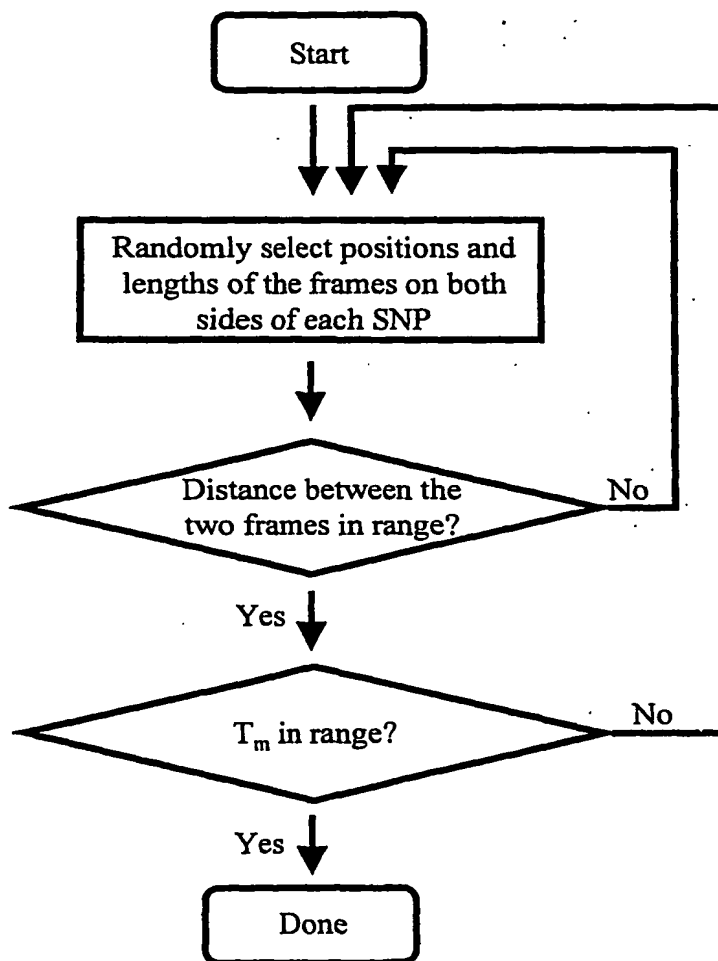 Start
Randomly select positions and
lengths of the frames on both
sides of each SNP
Distance between the
two frames in range?
No
Yes
Tₘ in range?
No
Yes
Done